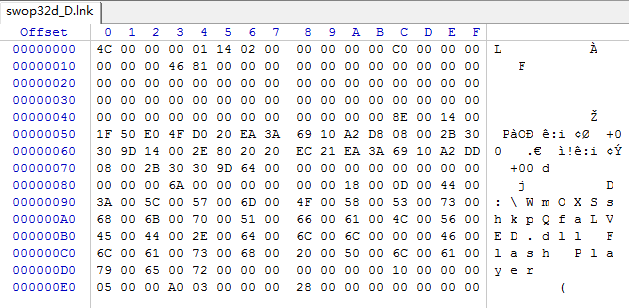 swop32d_D.lnk
Offset 0 1 2 3 4 5 6 7 8 9 A B C D E F
00000000 4C 00 00 00 01 14 02 00 00 00 00 00 C0 00 00 00 L À
00000010 00 00 00 46 81 00 00 00 00 00 00 00 00 00 00 00 F
00000020 00 00 00 00 00 00 00 00 00 00 00 00 00 00 00 00
00000030 00 00 00 00 00 00 00 00 00 00 00 00 00 00 00 00
00000040 00 00 00 00 00 00 00 00 00 00 00 00 8E 00 14 00 Ž
00000050 1F 50 E0 4F D0 20 EA 3A 69 10 A2 D8 08 00 2B 30 PàOÐ ê:i ¢Ø +0
00000060 30 9D 14 00 2E 80 20 20 EC 21 EA 3A 69 10 A2 DD 0 .€ ì!ê:i ¢Ý
00000070 08 00 2B 30 30 9D 64 00 00 00 00 00 00 00 00 00 +00 d
00000080 00 00 00 6A 00 00 00 00 00 00 18 00 0D 00 44 00 j D
00000090 3A 00 5C 00 57 00 6D 00 4F 00 58 00 53 00 73 00 : \ W m O X S s
000000A0 68 00 6B 00 70 00 51 00 66 00 61 00 4C 00 56 00 h k p Q f a L V
000000B0 45 00 44 00 2E 00 64 00 6C 00 6C 00 00 00 46 00 E D . d l l F
000000C0 6C 00 61 00 73 00 68 00 20 00 50 00 6C 00 61 00 l a s h P l a
000000D0 79 00 65 00 72 00 00 00 00 00 00 00 10 00 00 00 y e r
000000E0 05 00 00 A0 03 00 00 00 28 00 00 00 00 00 00 00 (